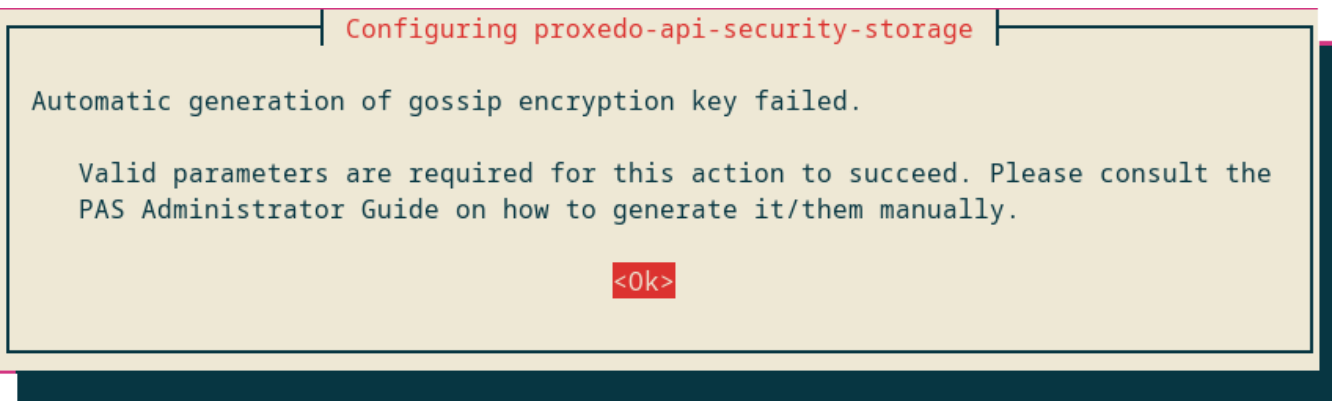 Configuring proxedo-api-security-storage
Automatic generation of gossip encryption key failed.
Valid parameters are required for this action to succeed. Please consult the
PAS Administrator Guide on how to generate it/them manually.
<Ok>